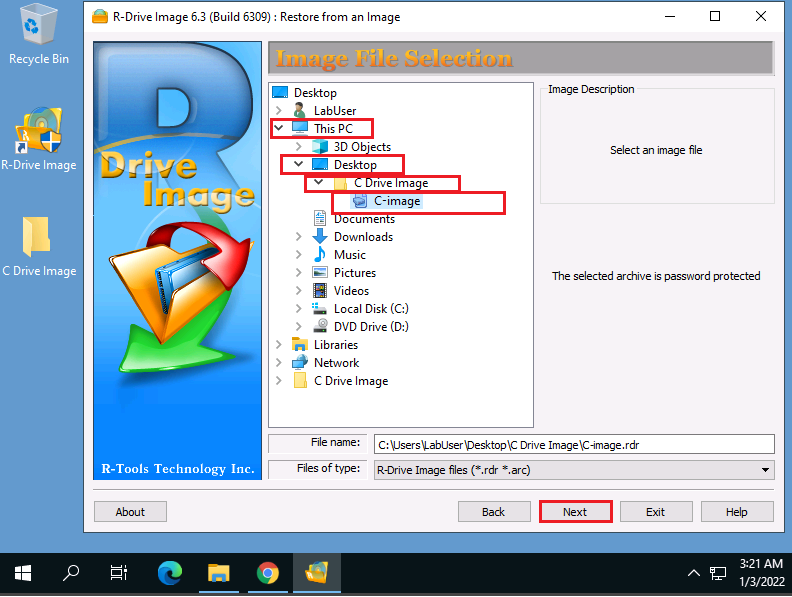 Recycle Bin
R-Drive Image
C Drive Image
R-Drive Image 6.3 (Build 6309) : Restore from an Image
Drive
Image
R-Tools Technology Inc.
Image File Selection
Desktop
LabUser
This PC
3D Objects
Desktop
C Drive Image
C-image
Documents
Downloads
Music
Pictures
Videos
Local Disk (C:)
DVD Drive (D:)
Libraries
Network
C Drive Image
Image Description
Select an image file
The selected archive is password protected
File name: C:\Users\LabUser\Desktop\C Drive Image\C-image.rdr
Files of type: R-Drive Image files (*.rdr *.arc)
About Back Next Exit Help
3:21 AM
1/3/2022